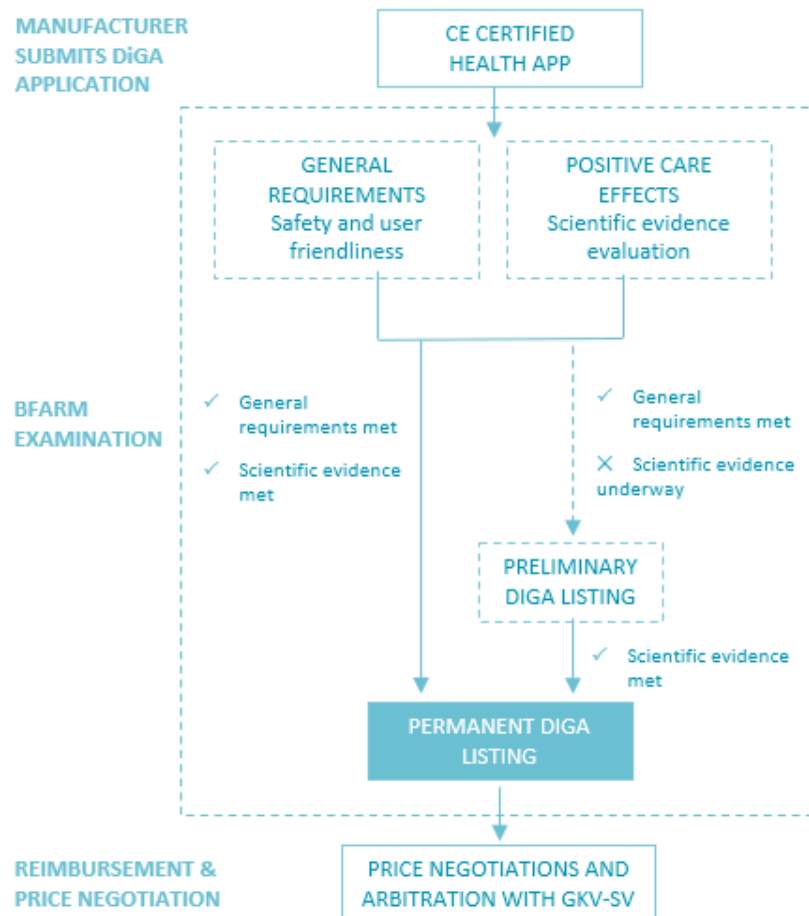 MANUFACTURER
SUBMITS DiGA
APPLICATION
CE CERTIFIED
HEALTH APP
GENERAL
REQUIREMENTS
Safety and user
friendliness
POSITIVE CARE
EFFECTS
Scientific evidence
evaluation
BFARM
EXAMINATION
✓ General
requirements met
✓ Scientific evidence
met
✓ General
requirements met
✕ Scientific evidence
underway
PRELIMINARY
DIGA LISTING
✓ Scientific evidence
met
PERMANENT DIGA
LISTING
REIMBURSEMENT &
PRICE NEGOTIATION
PRICE NEGOTIATIONS AND
ARBITRATION WITH GKV-SV